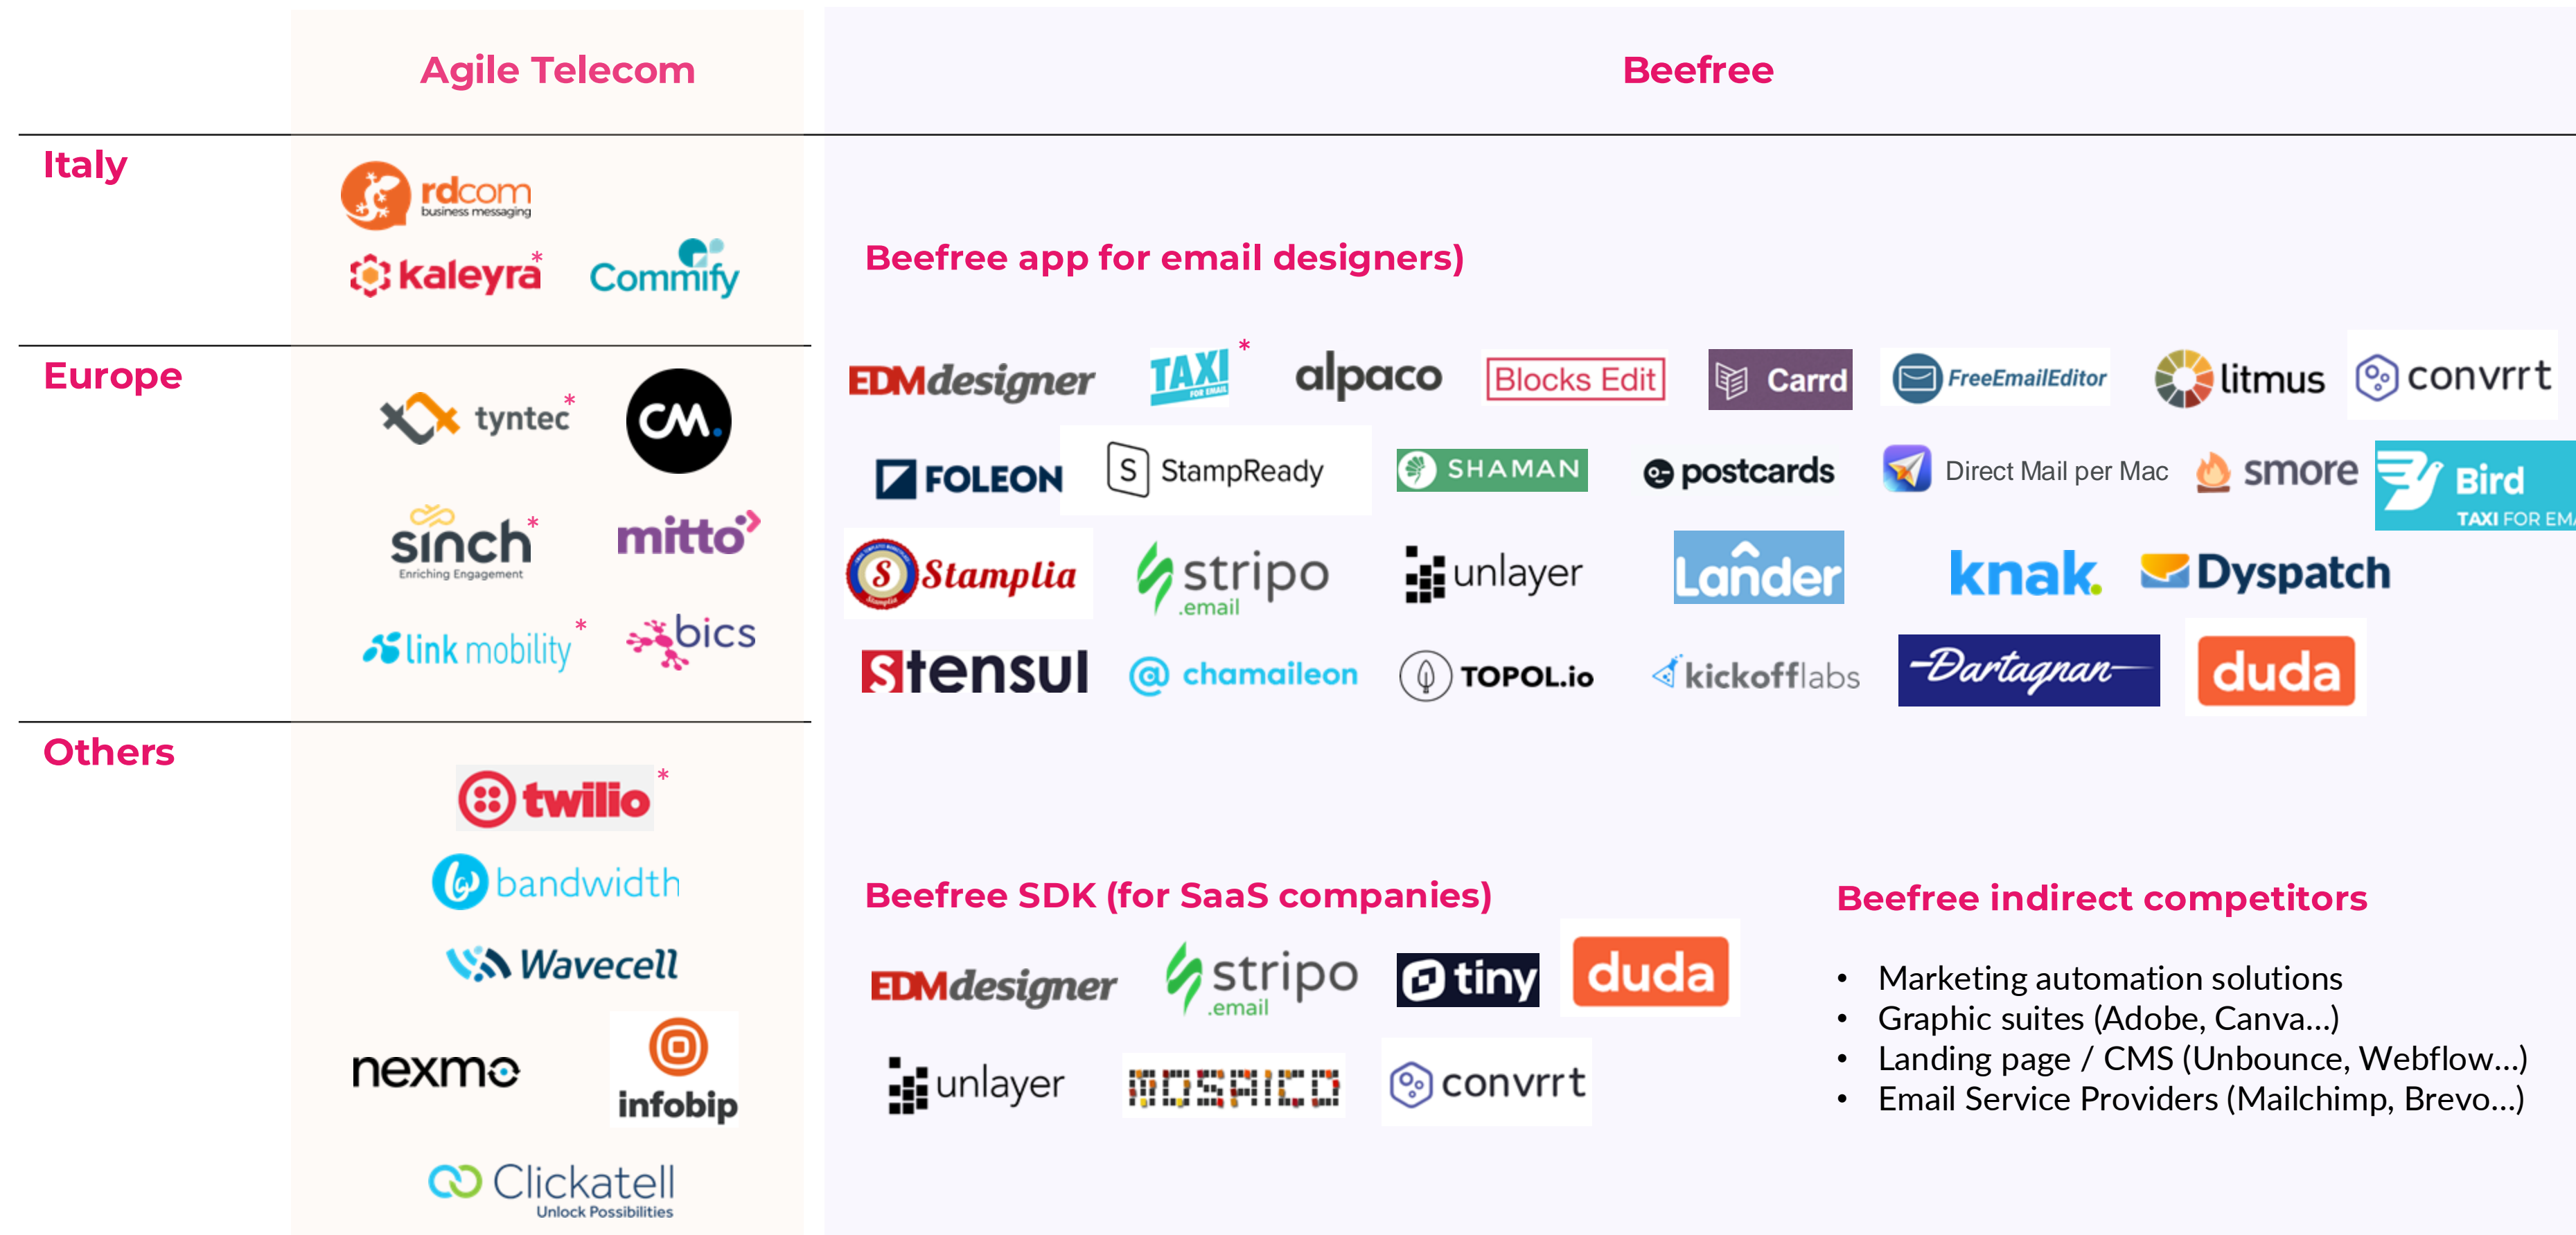 Agile Telecom
Beefree
Italy
rdcom
business messaging
kaleyra*
Commify
Europe
tyntec*
CM.
sinch*
Enriching Engagement
mitto
link mobility*
bics
Others
twilio*
bandwidth
Wavecell
nexmo
infobip
Clickatell
Unlock Possibilities
Beefree app for email designers)
EDMdesigner
TAXI*
FOR EMAIL
alpaco
Blocks Edit
Carrd
FreeEmailEditor
litmus
convrrt
FOLEON
S StampReady
SHAMAN
postcards
Direct Mail per Mac
smore
Bird
TAXI FOR EMA
S Stamplia
Stamplia
stripo
.email
unlayer
Lander
knak.
Dyspatch
Stensul
@ chamaileon
TOPOL.io
kickofflabs
Dartagnan
duda
Beefree SDK (for SaaS companies)
EDMdesigner
stripo
.email
tiny
duda
unlayer
MOSAICO
convrrt
Beefree indirect competitors
• Marketing automation solutions
• Graphic suites (Adobe, Canva...)
• Landing page / CMS (Unbounce, Webflow...)
• Email Service Providers (Mailchimp, Brevo...)